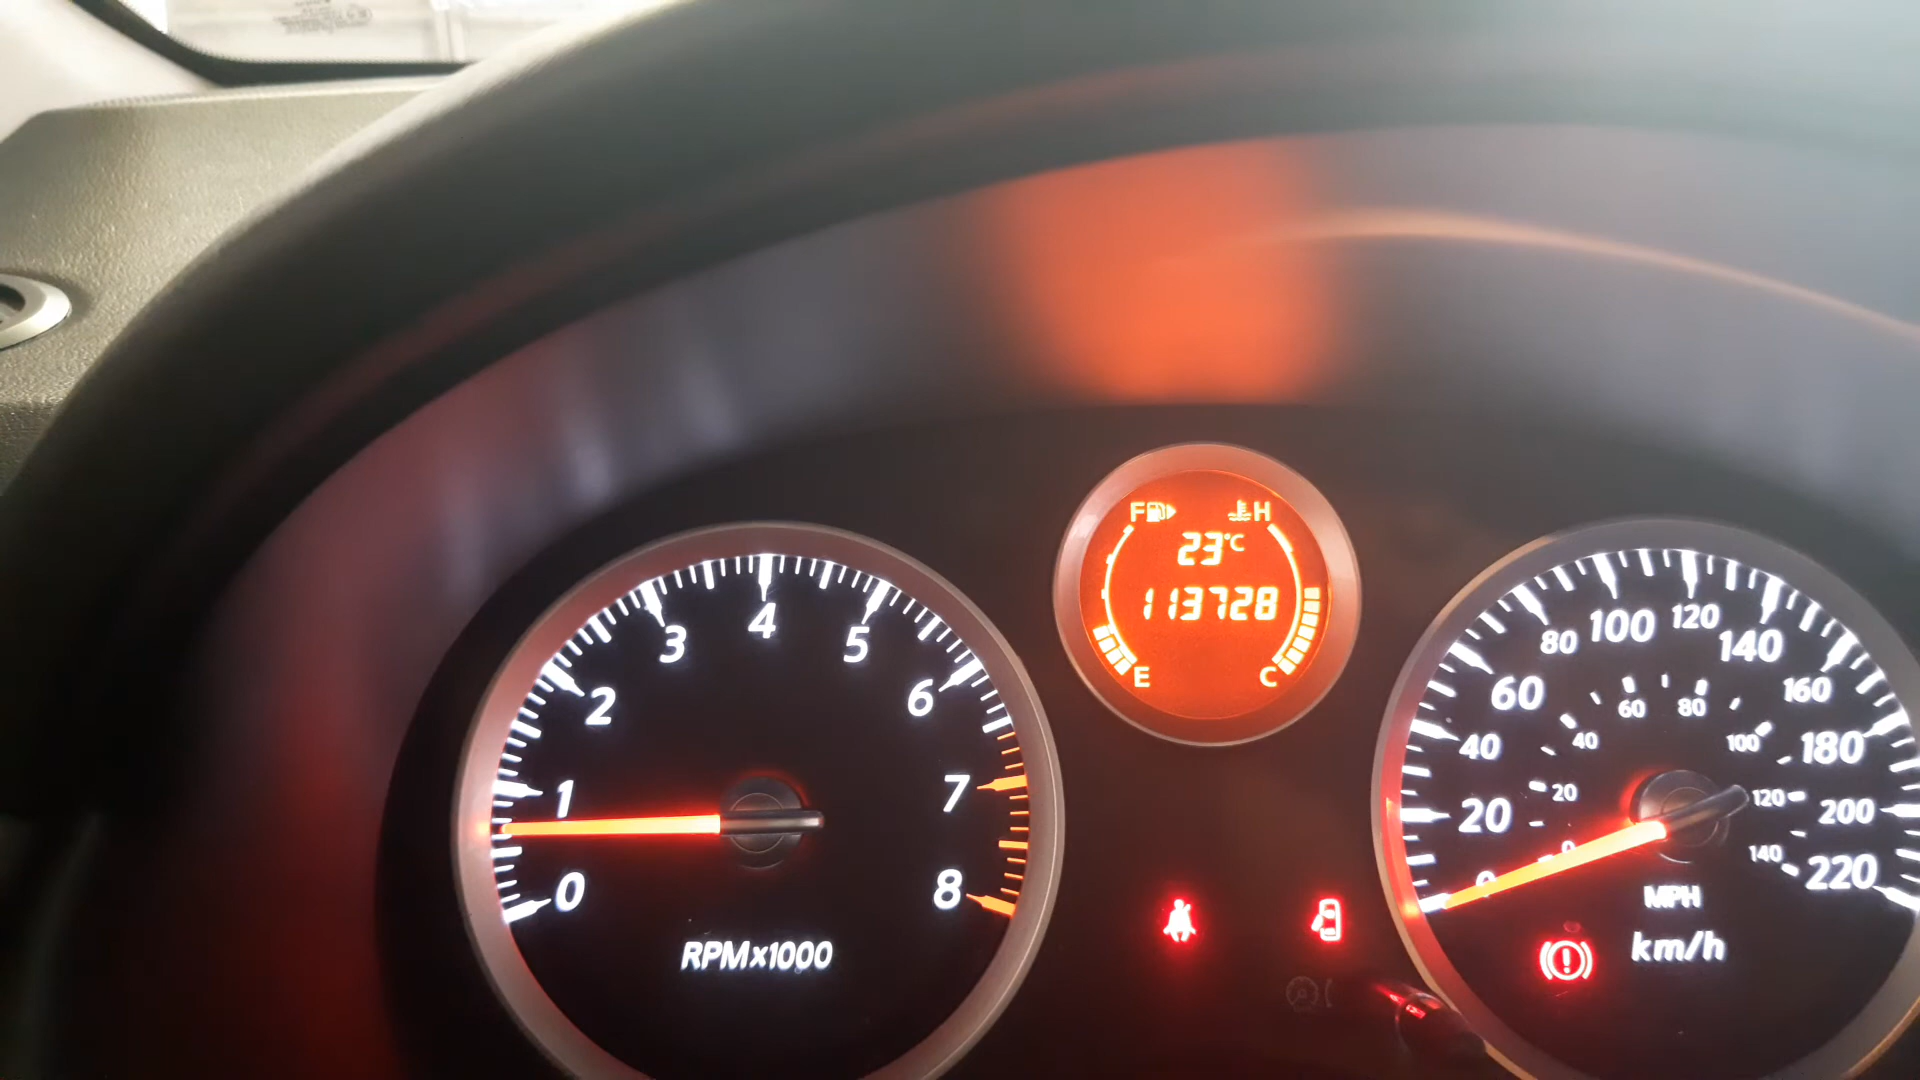 F H
23°C
113728
E C
0 1 2 3 4 5 6 7 8
RPMx1000
20 40 60 80 100 120 140 160 180 200 220
0 20 40 60 80 100 120 140
MPH
km/h